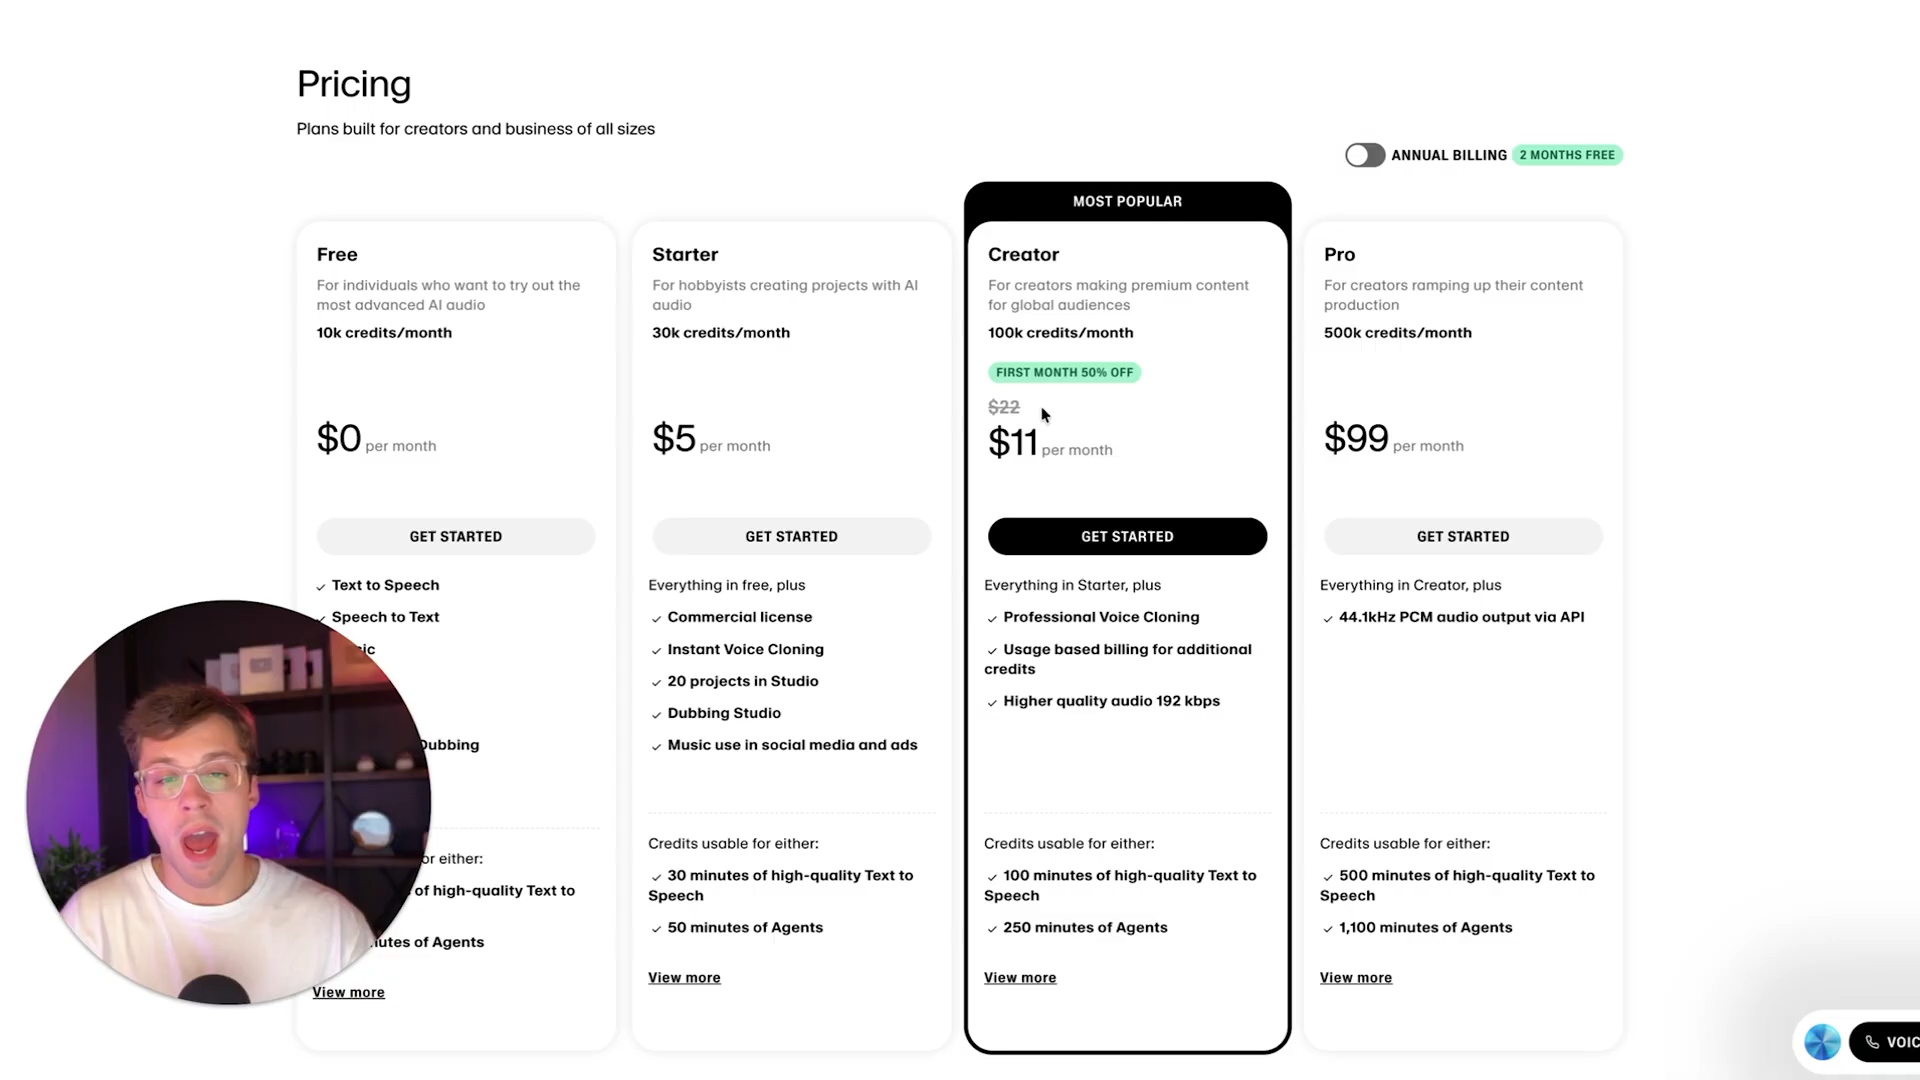 Pricing
Plans built for creators and business of all sizes
ANNUAL BILLING 2 MONTHS FREE
MOST POPULAR
Free
For individuals who want to try out the
most advanced AI audio
10k credits/month
$0 per month
GET STARTED
Text to Speech
Speech to Text
Dubbing
or either:
of high-quality Text to
of Agents
View more
Starter
For hobbyists creating projects with AI
audio
30k credits/month
$5 per month
GET STARTED
Everything in free, plus
Commercial license
Instant Voice Cloning
20 projects in Studio
Dubbing Studio
Music use in social media and ads
Credits usable for either:
30 minutes of high-quality Text to
Speech
50 minutes of Agents
View more
Creator
For creators making premium content
for global audiences
100k credits/month
FIRST MONTH 50% OFF
$22
$11 per month
GET STARTED
Everything in Starter, plus
Professional Voice Cloning
Usage based billing for additional
credits
Higher quality audio 192 kbps
Credits usable for either:
100 minutes of high-quality Text to
Speech
250 minutes of Agents
View more
Pro
For creators ramping up their content
production
500k credits/month
$99 per month
GET STARTED
Everything in Creator, plus
44.1kHz PCM audio output via API
Credits usable for either:
500 minutes of high-quality Text to
Speech
1,100 minutes of Agents
View more